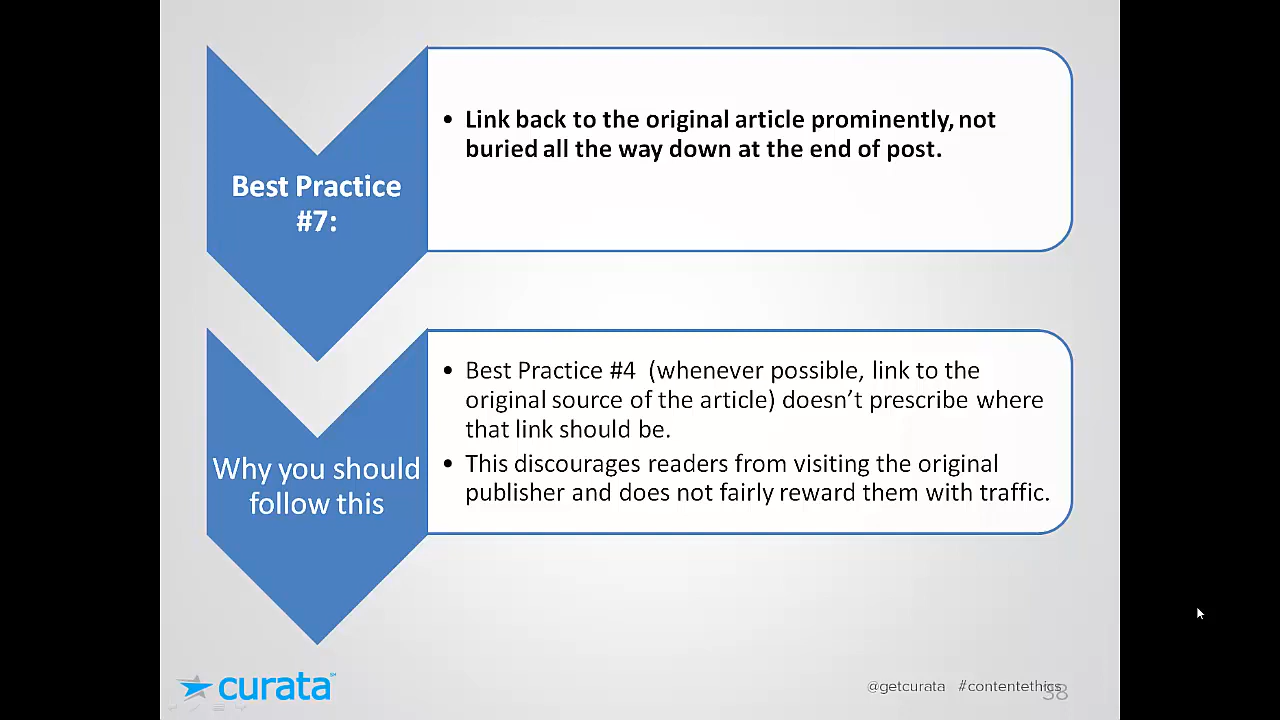 • Link back to the original article prominently, not
buried all the way down at the end of post.
Best Practice
#7:
• Best Practice #4 (whenever possible, link to the
original source of the article) doesn’t prescribe where
that link should be.
• This discourages readers from visiting the original
publisher and does not fairly reward them with traffic.
Why you should
follow this
curata
@getcurata #contentethics
38